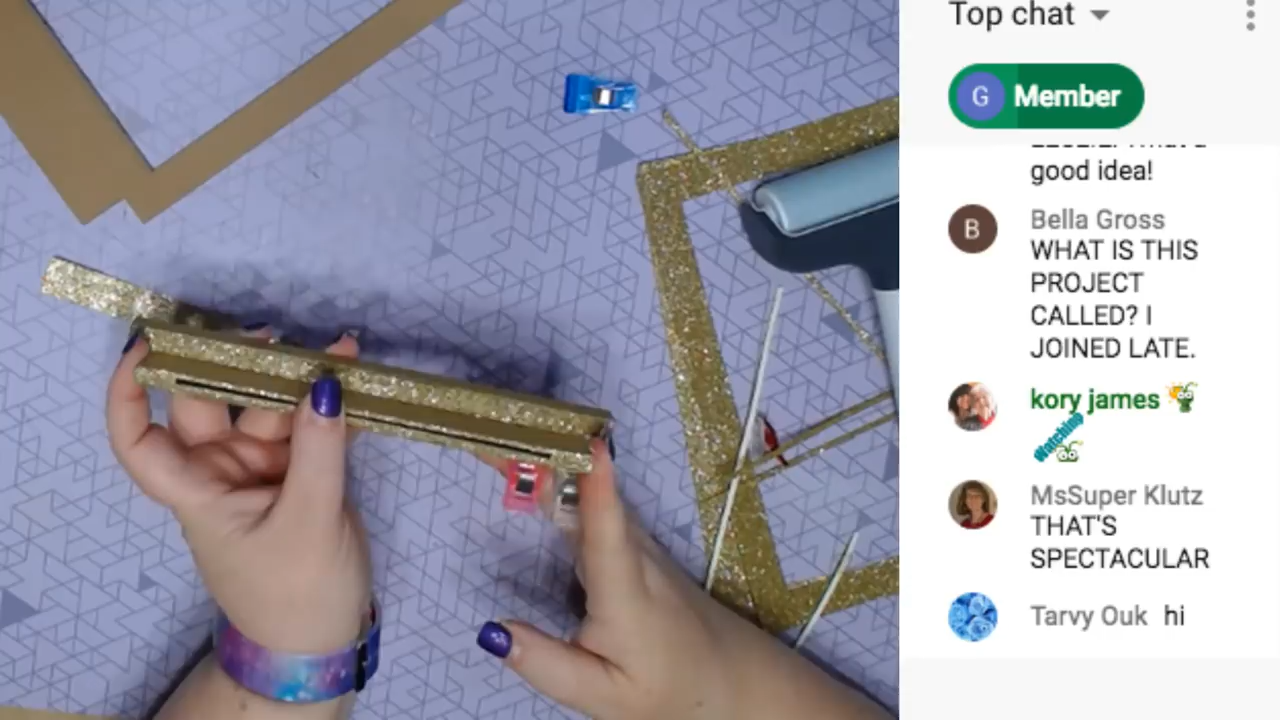 Top chat
G Member
good idea!
Bella Gross
WHAT IS THIS
PROJECT
CALLED? I
JOINED LATE.
kory james
Watching
MsSuper Klutz
THAT'S
SPECTACULAR
Tarvy Ouk hi
B